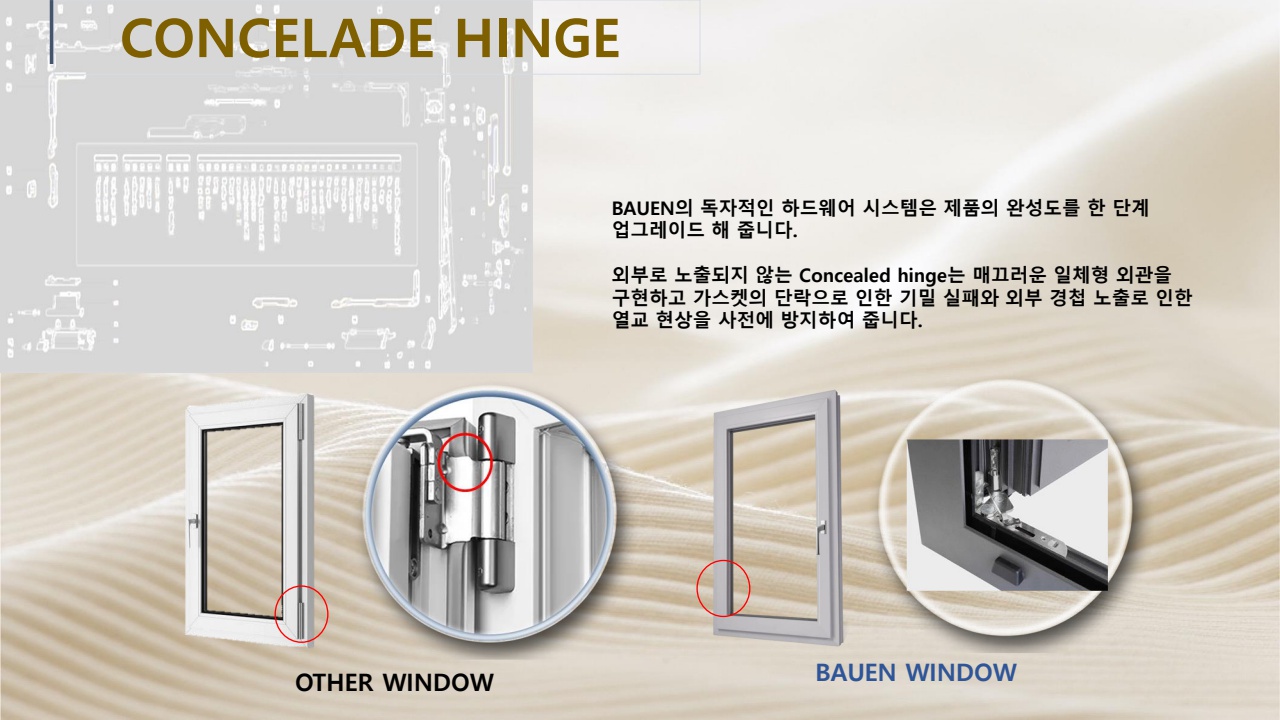 CONCELADE HINGE
BAUEN의 독자적인 하드웨어 시스템은 제품의 완성도를 한 단계
업그레이드 해 줍니다.
외부로 노출되지 않는 Concealed hinge는 매끄러운 일체형 외관을
구현하고 가스켓의 단락으로 인한 기밀 실패와 외부 경첩 노출로 인한
열교 현상을 사전에 방지하여 줍니다.
OTHER WINDOW
BAUEN WINDOW